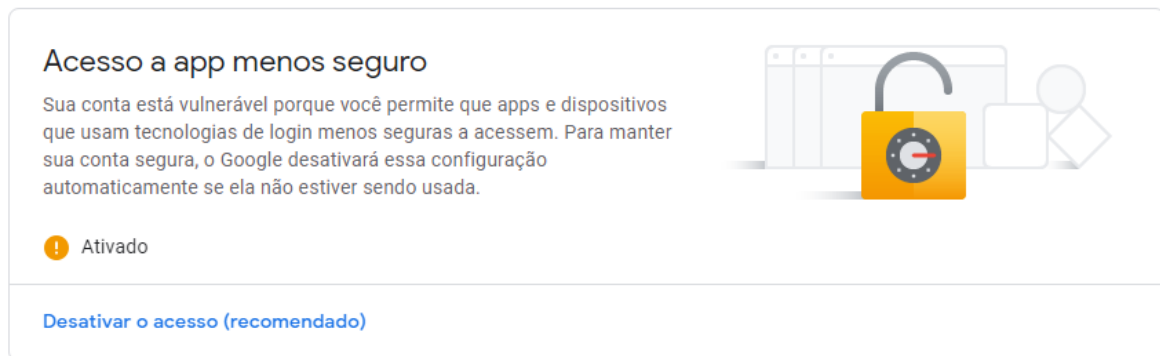 Acesso a app menos seguro
Sua conta está vulnerável porque você permite que apps e dispositivos
que usam tecnologias de login menos seguras a acessem. Para manter
sua conta segura, o Google desativará essa configuração
automaticamente se ela não estiver sendo usada.
Ativado
Desativar o acesso (recomendado)